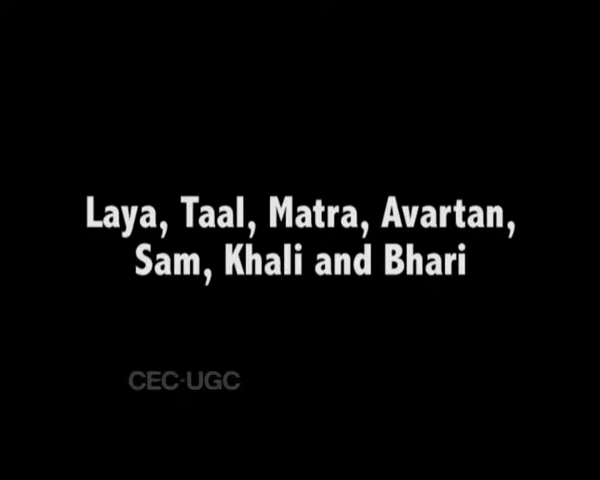 Laya, Taal, Matra, Avartan,
Sam, Khali and Bhari
CEC-UGC